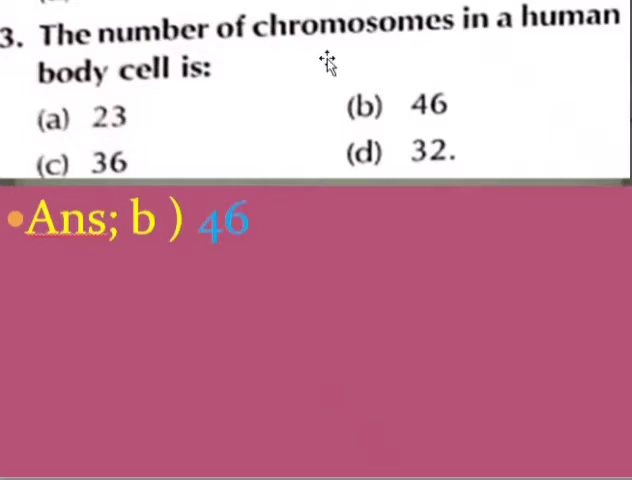 3. The number of chromosomes in a human
body cell is:
(a) 23
(b) 46
(c) 36
(d) 32.
•Ans; b ) 46